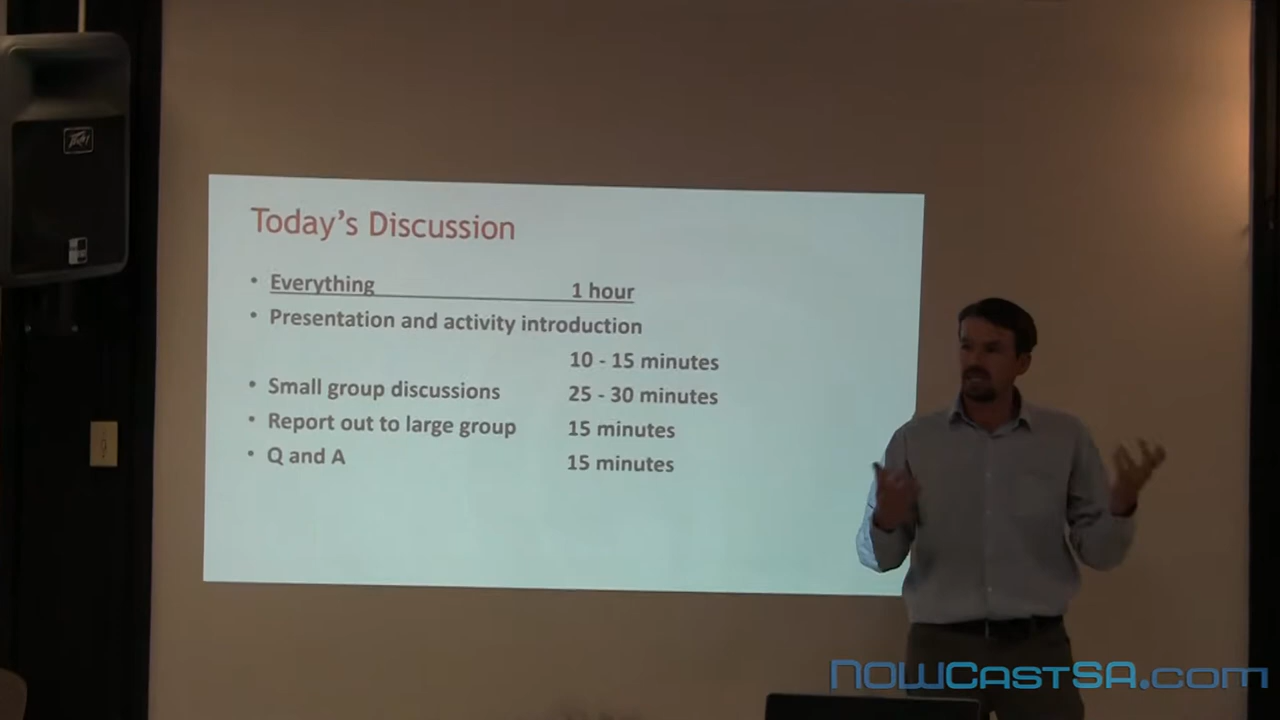 Today's Discussion
• Everything 1 hour
• Presentation and activity introduction
10 - 15 minutes
• Small group discussions 25 - 30 minutes
• Report out to large group 15 minutes
• Q and A 15 minutes
NOWCASTSA.com